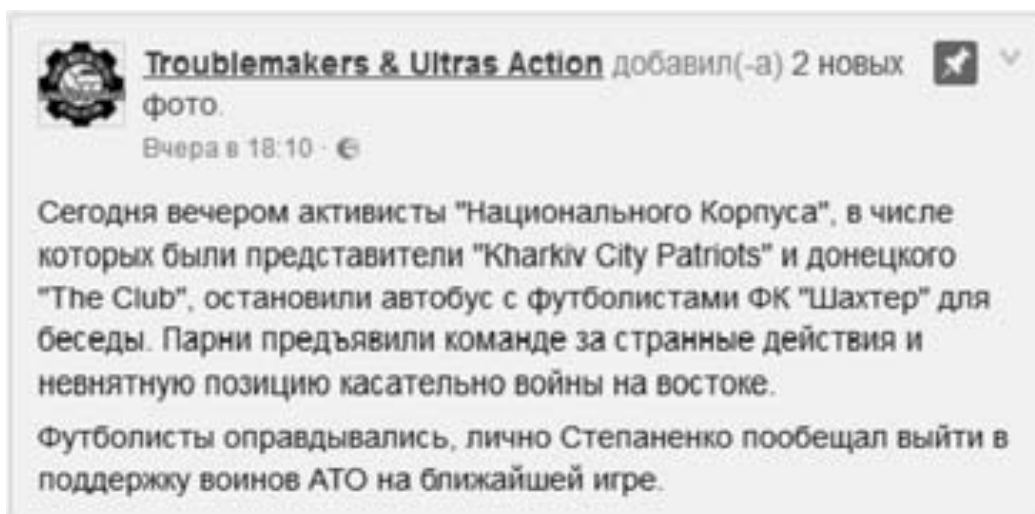 Troublemakers & Ultras Action добавил(-а) 2 новых
фото.
Вчера в 18:10 ·
Сегодня вечером активисты "Национального Корпуса", в числе
которых были представители "Kharkiv City Patriots" и донецкого
"The Club", остановили автобус с футболистами ФК "Шахтер" для
беседы. Парни предъявили команде за странные действия и
невнятную позицию касательно войны на востоке.
Футболисты оправдывались, лично Степаненко пообещал выйти в
поддержку воинов АТО на ближайшей игре.